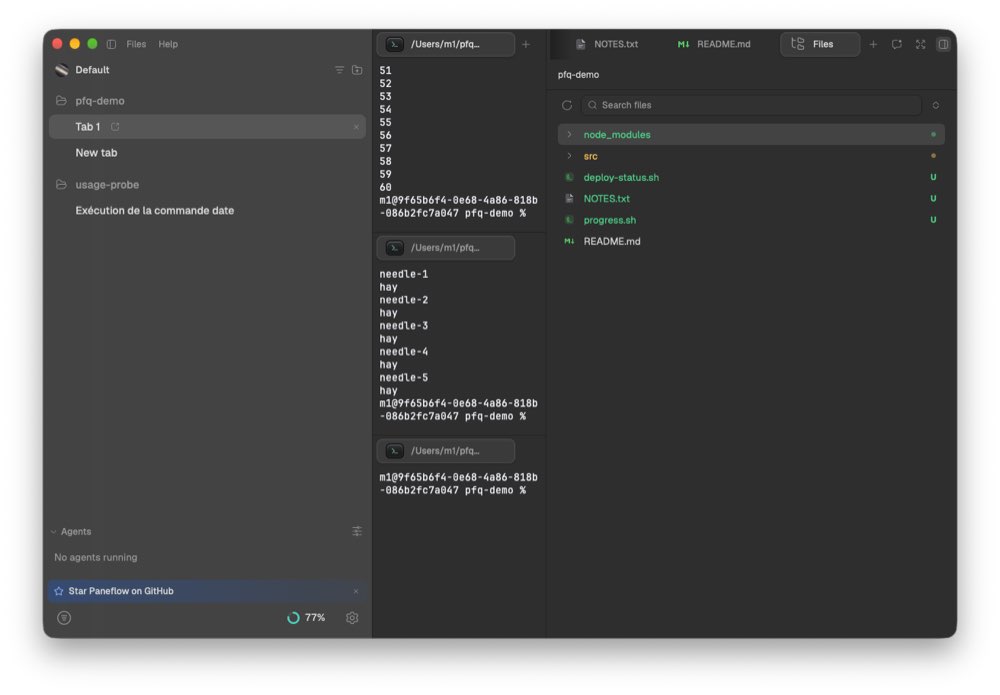 Files Help
Default
pfq-demo
Tab 1
New tab
usage-probe
Exécution de la commande date
Agents
No agents running
Star Paneflow on GitHub
77%
/Users/m1/pfq…
51
52
53
54
55
56
57
58
59
60
m1@9f65b6f4-0e68-4a86-818b
-086b2fc7a047 pfq-demo %
/Users/m1/pfq…
needle-1
hay
needle-2
hay
needle-3
hay
needle-4
hay
needle-5
hay
m1@9f65b6f4-0e68-4a86-818b
-086b2fc7a047 pfq-demo %
/Users/m1/pfq…
m1@9f65b6f4-0e68-4a86-818b
-086b2fc7a047 pfq-demo %
NOTES.txt M↓ README.md Files
pfq-demo
Search files
node_modules
src
deploy-status.sh U
NOTES.txt U
progress.sh U
M↓ README.md